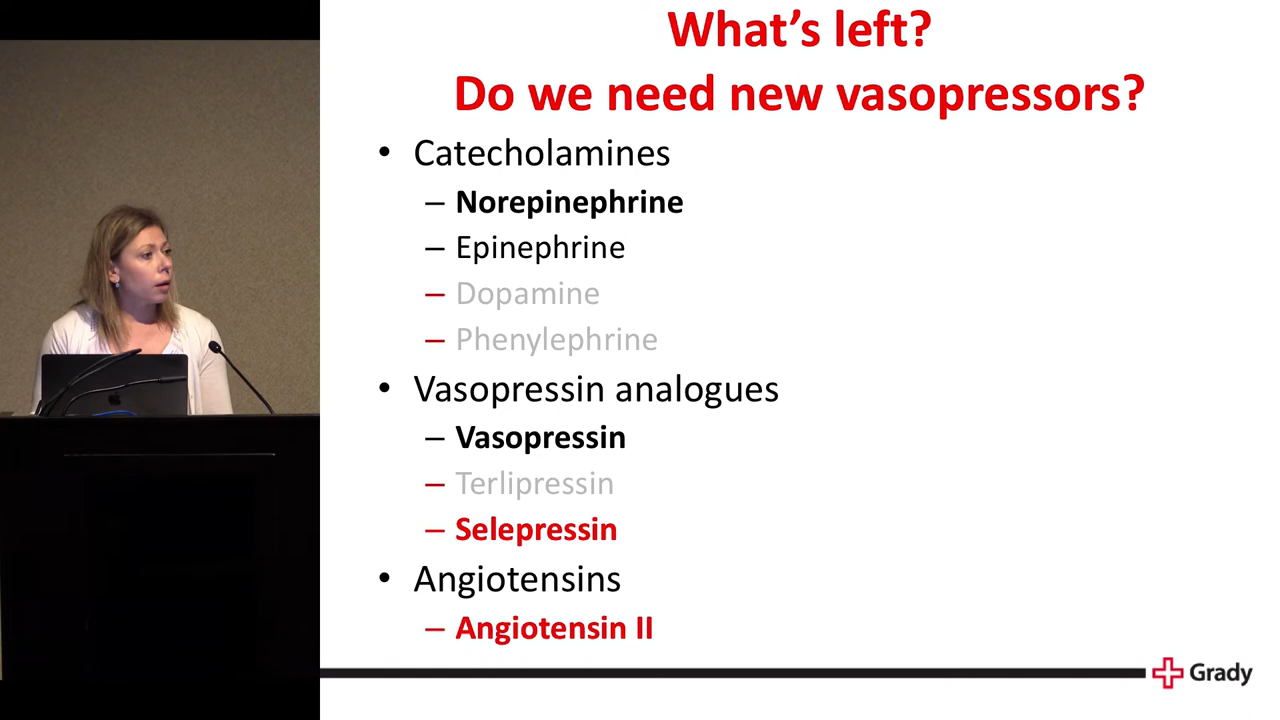 What's left?
Do we need new vasopressors?
• Catecholamines
– Norepinephrine
– Epinephrine
– Dopamine
– Phenylephrine
• Vasopressin analogues
– Vasopressin
– Terlipressin
– Selepressin
• Angiotensins
– Angiotensin II
Grady